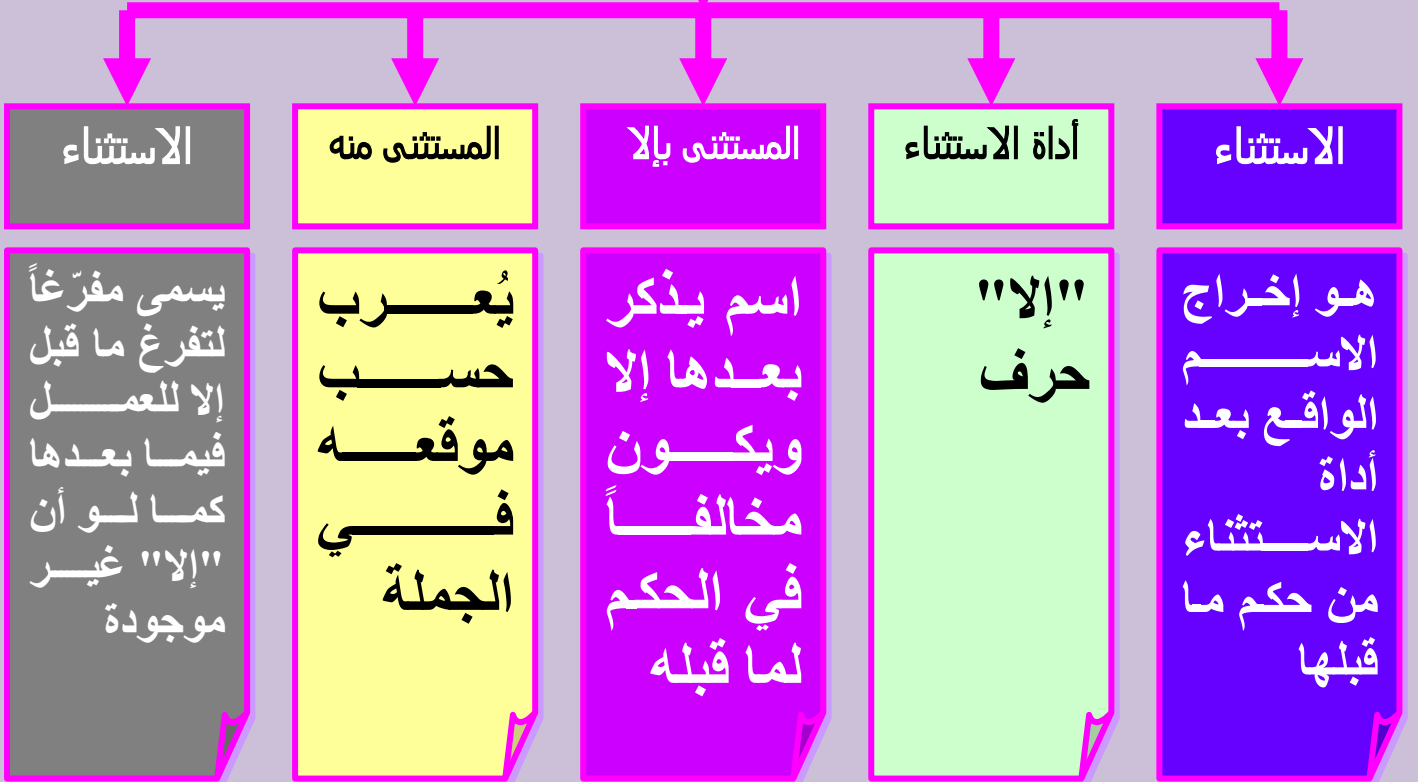 الاستثناء
هو إخراج
الاسم
الواقع بعد
أداة
الاستثناء
من حكم ما
قبلها
أداة الاستثناء
"إلا"
حرف
المستثنى بإلا
اسم يذكر
بعدها إلا
ويكون
مخالفاً
في الحكم
لما قبله
المستثنى منه
يُعرب
حسب
موقعه
في
الجملة
الاستثناء
يسمى مفرّغاً
لتفرغ ما قبل
إلا للعمل
فيما بعدها
كما لو أن
"إلا" غير
موجودة